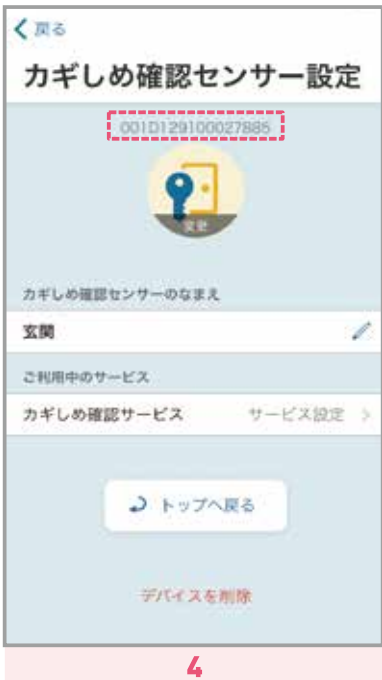 戻る
カギしめ確認センサー設定
001D129100027885
変更
カギしめ確認センサーのなまえ
玄関
ご利用中のサービス
カギしめ確認サービス サービス設定 >
トップへ戻る
デバイスを削除
4